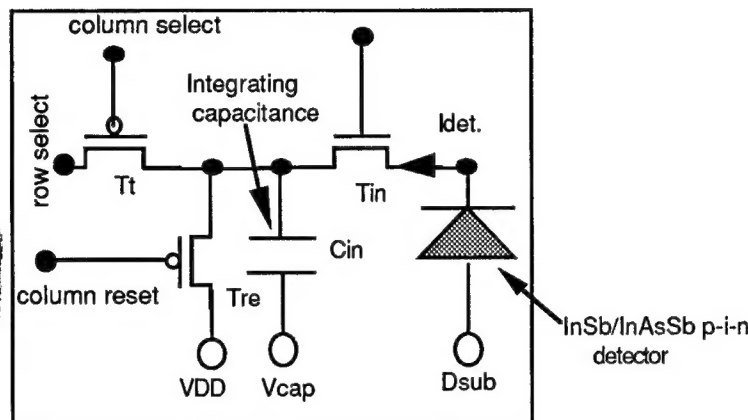 column select
Integrating
capacitance
Idet.
row select
Tt
Tin
Cin
column reset
Tre
InSb/InAsSb p-i-n
detector
VDD
Vcap
Dsub